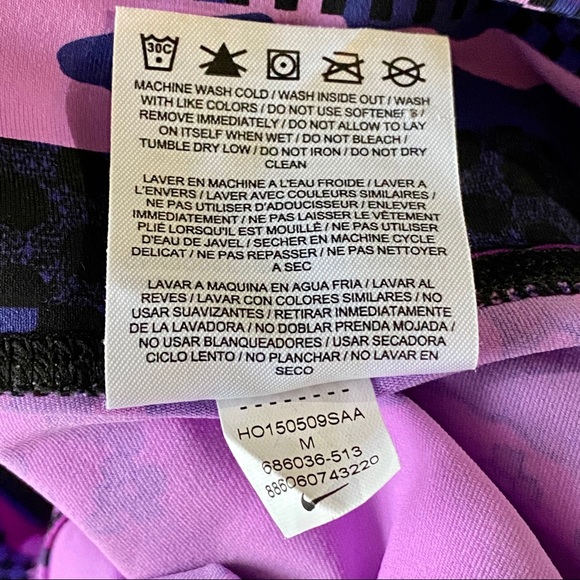 30C
MACHINE WASH COLD / WASH INSIDE OUT / WASH
WITH LIKE COLORS / DO NOT USE SOFTENERS /
REMOVE IMMEDIATELY / DO NOT ALLOW TO LAY
ON ITSELF WHEN WET / DO NOT BLEACH /
TUMBLE DRY LOW / DO NOT IRON / DO NOT DRY
CLEAN
LAVER EN MACHINE A L'EAU FROIDE / LAVER A
L'ENVERS / LAVER AVEC COULEURS SIMILAIRES /
NE PAS UTILISER D'ADOUCISSEUR / ENLEVER
IMMEDIATEMENT / NE PAS LAISSER LE VÊTEMENT
PLIÉ LORSQU'IL EST MOUILLÉ / NE PAS UTILISER
D'EAU DE JAVEL / SECHER EN MACHINE CYCLE
DELICAT / NE PAS REPASSER / NE PAS NETTOYER
A SEC
LAVAR A MAQUINA EN AGUA FRIA / LAVAR AL
REVES / LAVAR CON COLORES SIMILARES / NO
USAR SUAVIZANTES / RETIRAR INMEDIATAMENTE
DE LA LAVADORA / NO DOBLAR PRENDA MOJADA /
NO USAR BLANQUEADORES / USAR SECADORA
CICLO LENTO / NO PLANCHAR / NO LAVAR EN
SECO
HO150509SAA
M
686036-513
886060743220